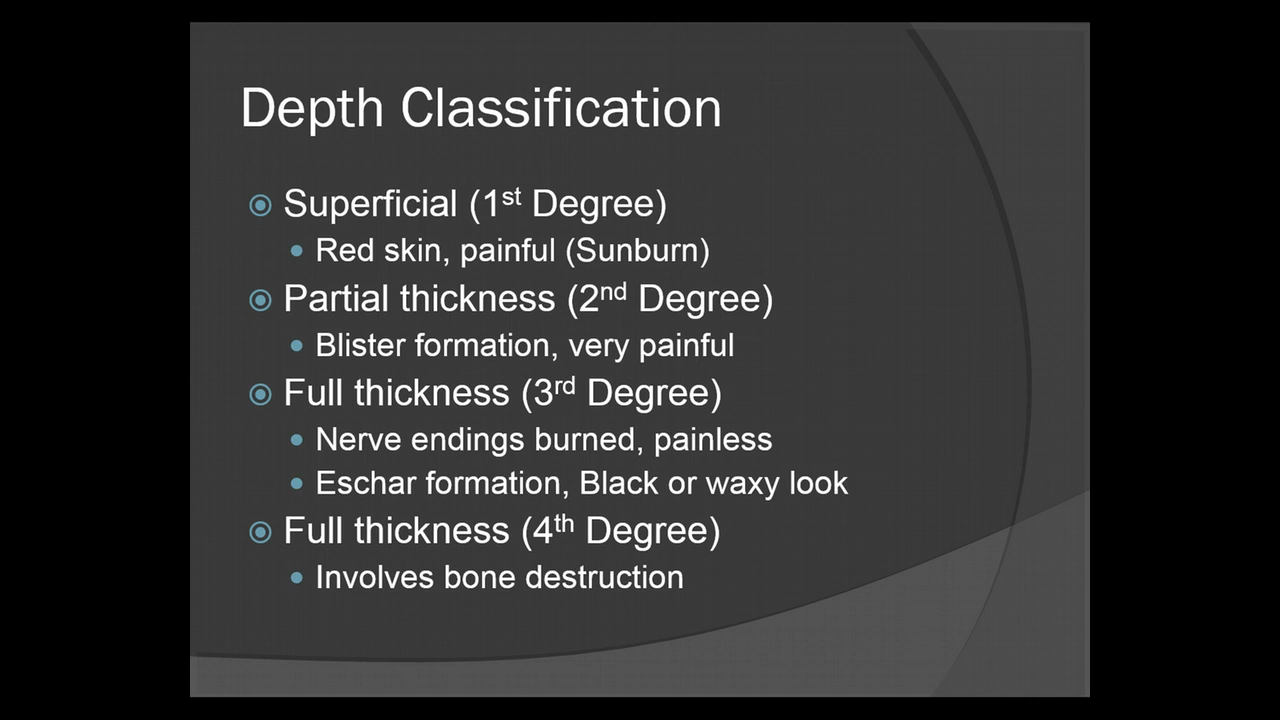 Depth Classification
Superficial (1st Degree)
Red skin, painful (Sunburn)
Partial thickness (2nd Degree)
Blister formation, very painful
Full thickness (3rd Degree)
Nerve endings burned, painless
Eschar formation, Black or waxy look
Full thickness (4th Degree)
Involves bone destruction